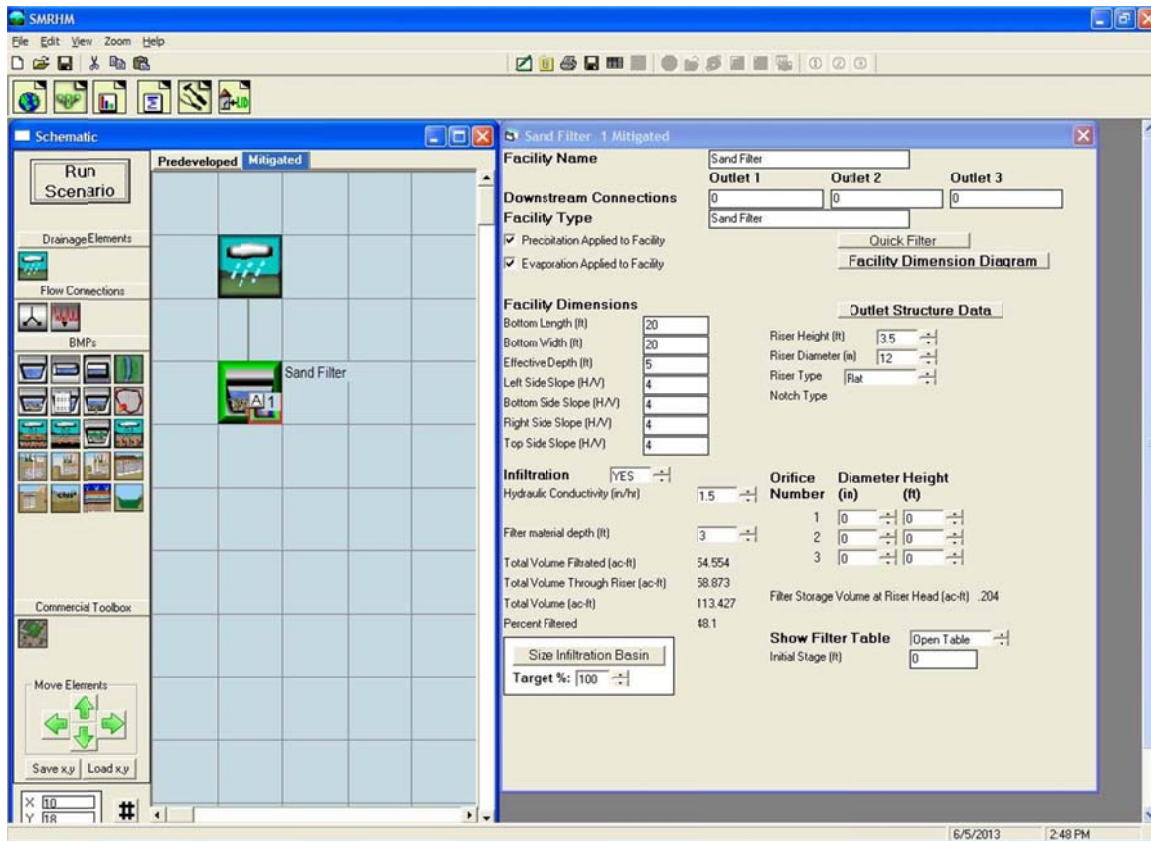 SMRHM
File Edit View Zoom Help
Schematic
Run Scenario
Predeveloped Mitigated
DrainageElements
Flow Connections
BMPs
Sand Filter
A 1
Commercial Toolbox
Move Elements
Save x,y Load x,y
X 10
Y 18
#
Sand Filter 1 Mitigated
Facility Name Sand Filter
Outlet 1 Outlet 2 Outlet 3
Downstream Connections 0 0 0
Facility Type Sand Filter
Precipitation Applied to Facility Quick Filter
Evaporation Applied to Facility Facility Dimension Diagram
Facility Dimensions
Outlet Structure Data
Bottom Length (ft) 20
Bottom Width (ft) 20
Effective Depth (ft) 5
Left Side Slope (H/V) 4
Bottom Side Slope (H/V) 4
Right Side Slope (H/V) 4
Top Side Slope (H/V) 4
Riser Height (ft) 3.5
Riser Diameter (in) 12
Riser Type Flat
Notch Type
Infiltration YES
Hydraulic Conductivity (in/hr) 1.5
Filter material depth (ft) 3
Total Volume Filtrated (ac-ft) 54.554
Total Volume Through Riser (ac-ft) 58.873
Total Volume (ac-ft) 113.427
Percent Filtered 48.1
Orifice Diameter Height
Number (in) (ft)
1 0 0
2 0 0
3 0 0
Filter Storage Volume at Riser Head (ac-ft) .204
Show Filter Table Open Table
Initial Stage (ft) 0
Size Infiltration Basin
Target %: 100
6/5/2013 2:48 PM